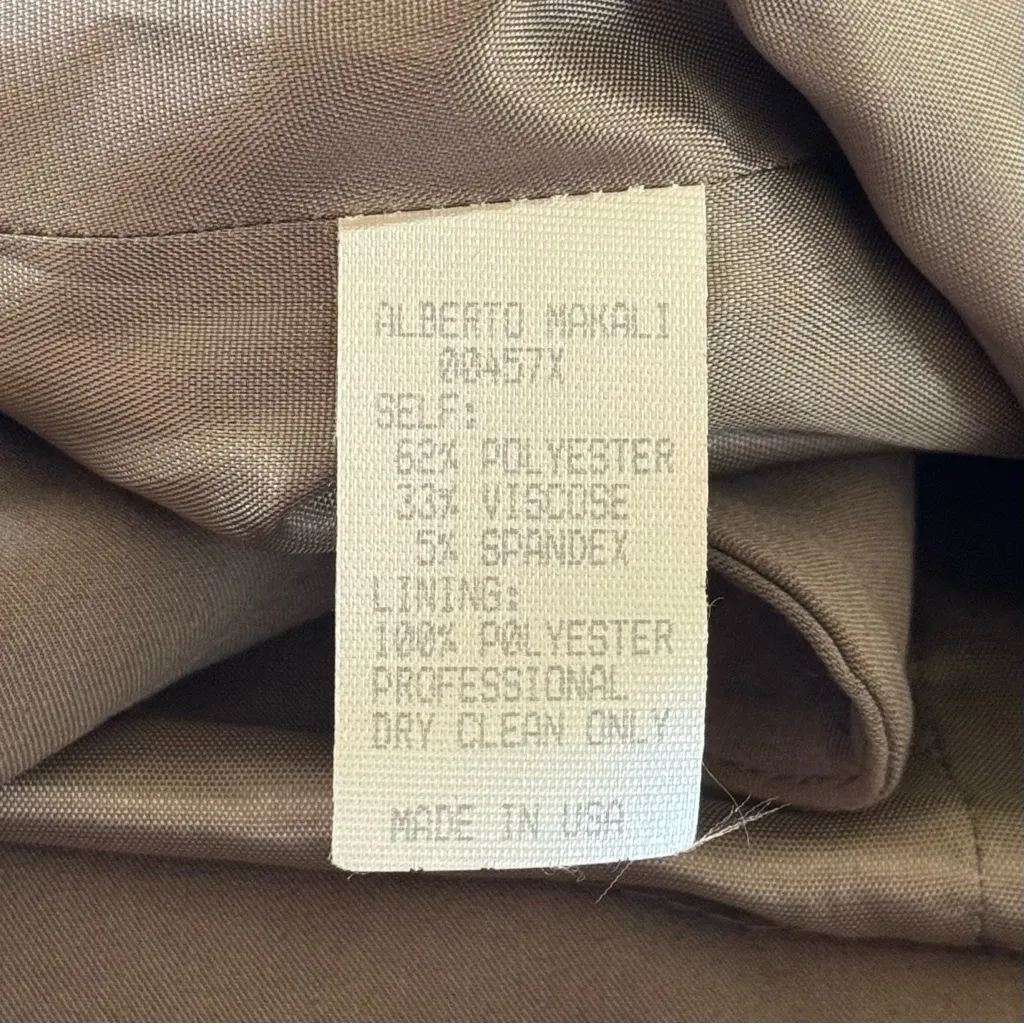 ALBERTO MAKALI
00457X
SELF:
62% POLYESTER
33% VISCOSE
5% SPANDEX
LINING:
100% POLYESTER
PROFESSIONAL
DRY CLEAN ONLY
MADE IN USA